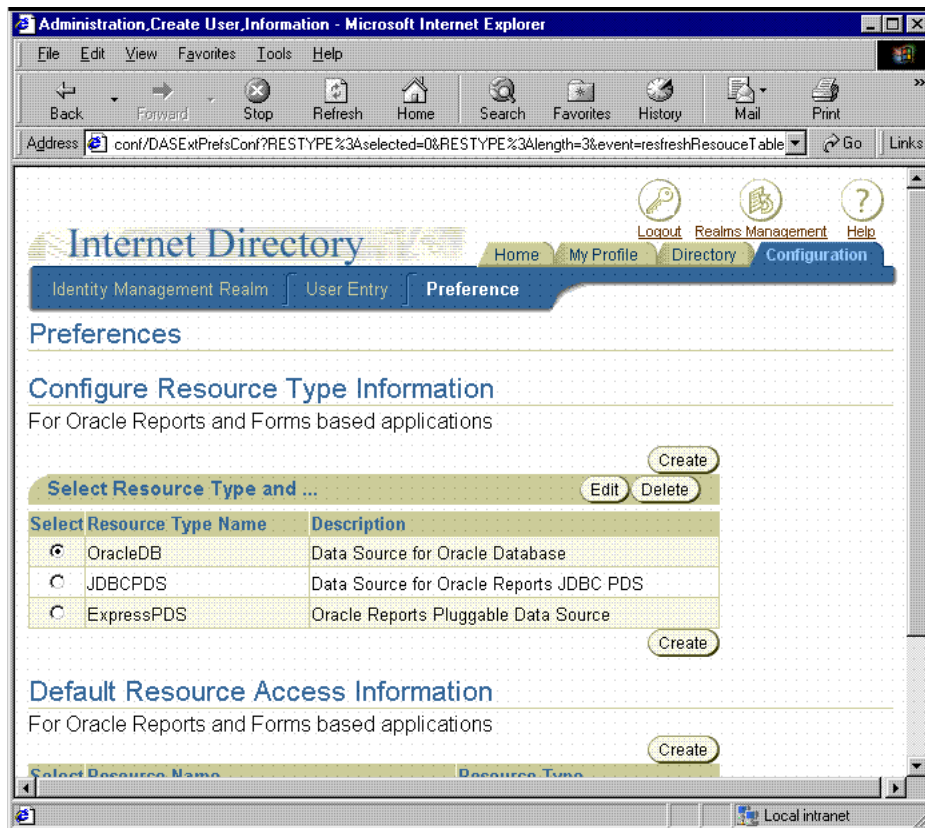 Administration,Create User,Information - Microsoft Internet Explorer
File Edit View Favorites Tools Help
Back Forward Stop Refresh Home Search Favorites History Mail Print »
Address conf/DASExtPrefsConf?RESTYPE%3Aselected=0&RESTYPE%3Alength=3&event=resfreshResouceTable Go Links
Logout Realms Management Help
Internet Directory
Home My Profile Directory Configuration
Identity Management Realm User Entry Preference
Preferences
Configure Resource Type Information
For Oracle Reports and Forms based applications
Create
Select Resource Type and ... Edit Delete
Select Resource Type Name Description
OracleDB Data Source for Oracle Database
JDBCPDS Data Source for Oracle Reports JDBC PDS
ExpressPDS Oracle Reports Pluggable Data Source
Create
Default Resource Access Information
For Oracle Reports and Forms based applications
Create
Select Resource Name Resource Type
Local intranet